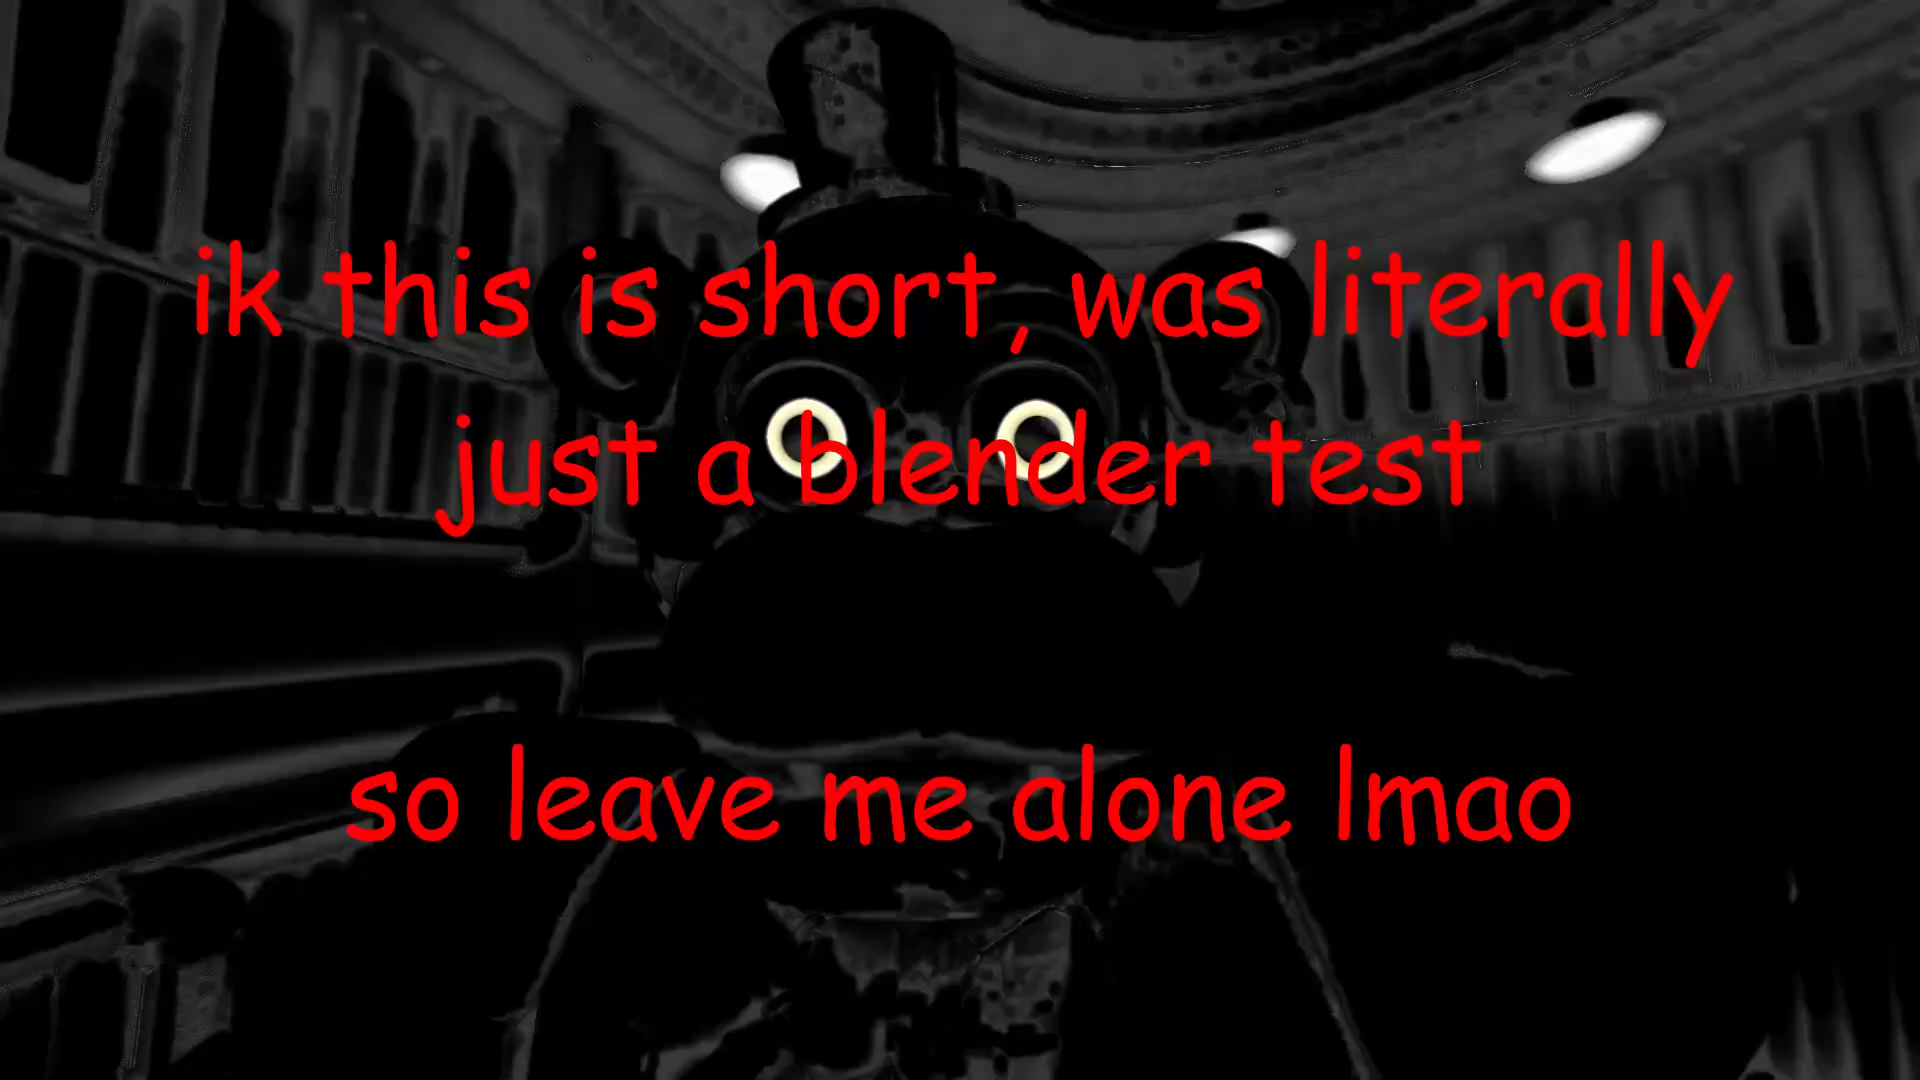 ik this is short, was literally
just a blender test
so leave me alone lmao